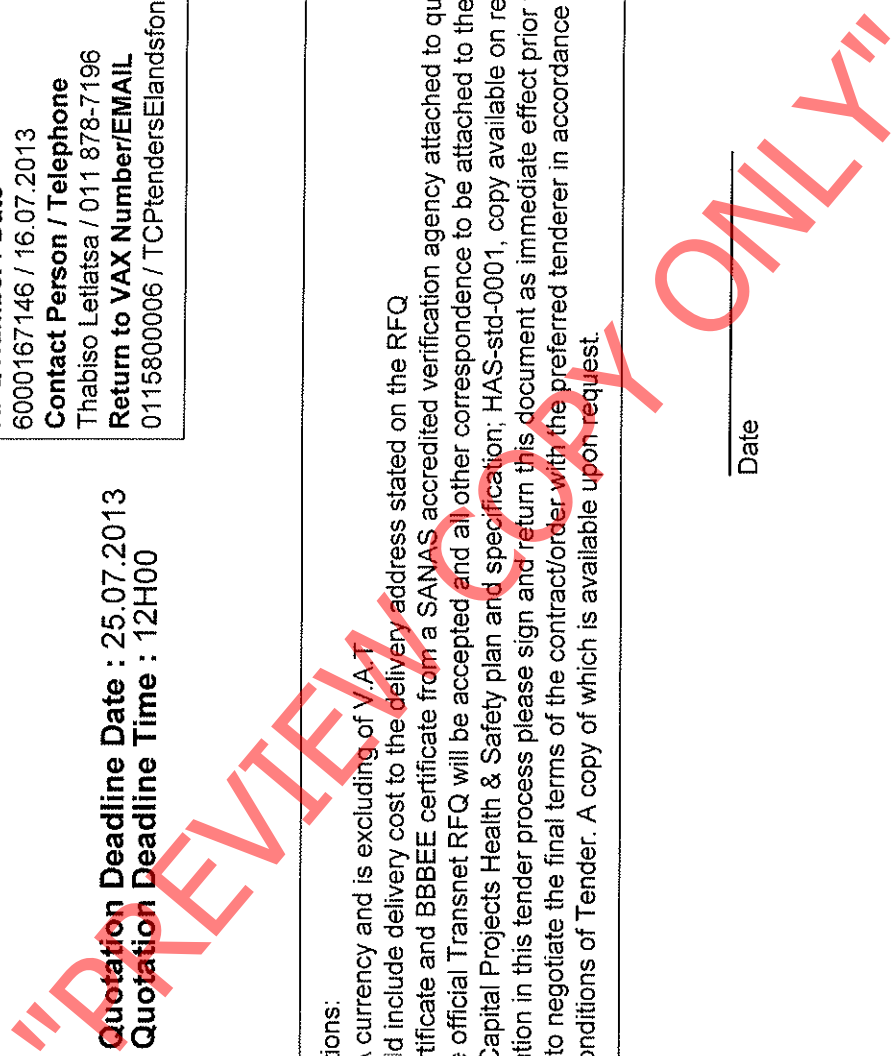 6000167146 / 16.07.2013
Contact Person / Telephone
Thabiso Letlatsa / 011 878-7196
Return to VAX Number/EMAIL
0115800006 / TCPtendersElandsfon
Quotation Deadline Date : 25.07.2013
Quotation Deadline Time : 12H00
tions:
A currency and is excluding of V.A.T
ld include delivery cost to the delivery address stated on the RFQ
tificate and BBBEE certificate from a SANAS accredited verification agency attached to qu
e official Transnet RFQ will be accepted and all other correspondence to be attached to the
Capital Projects Health & Safety plan and specification; HAS-std-0001, copy available on re
ution in this tender process please sign and return this document as immediate effect prior
to negotiate the final terms of the contract/order with the preferred tenderer in accordance
onditions of Tender. A copy of which is available upon request.
Date
"PREVIEW COPY ONLY"